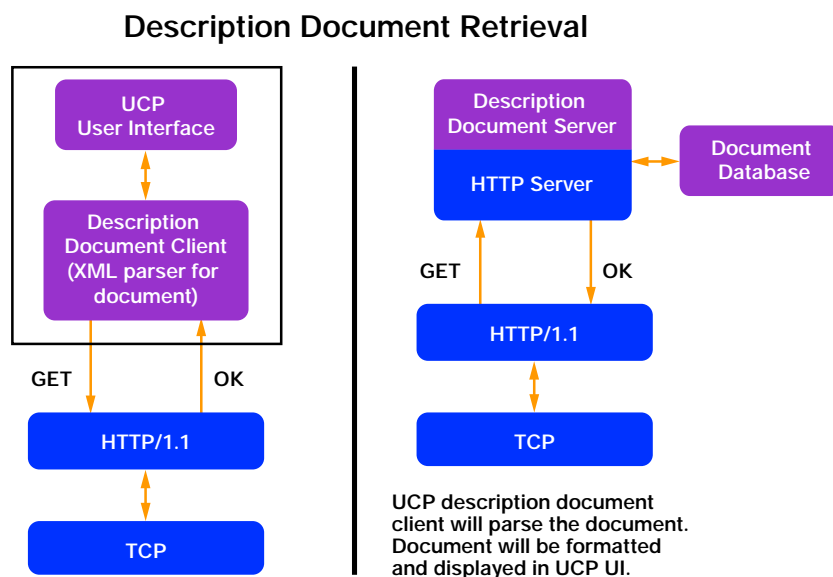 Description Document Retrieval
UCP
User Interface
Description
Document Client
(XML parser for
document)
GET
OK
HTTP/1.1
TCP
Description
Document Server
HTTP Server
Document
Database
GET
OK
HTTP/1.1
TCP
UCP description document
client will parse the document.
Document will be formatted
and displayed in UCP UI.